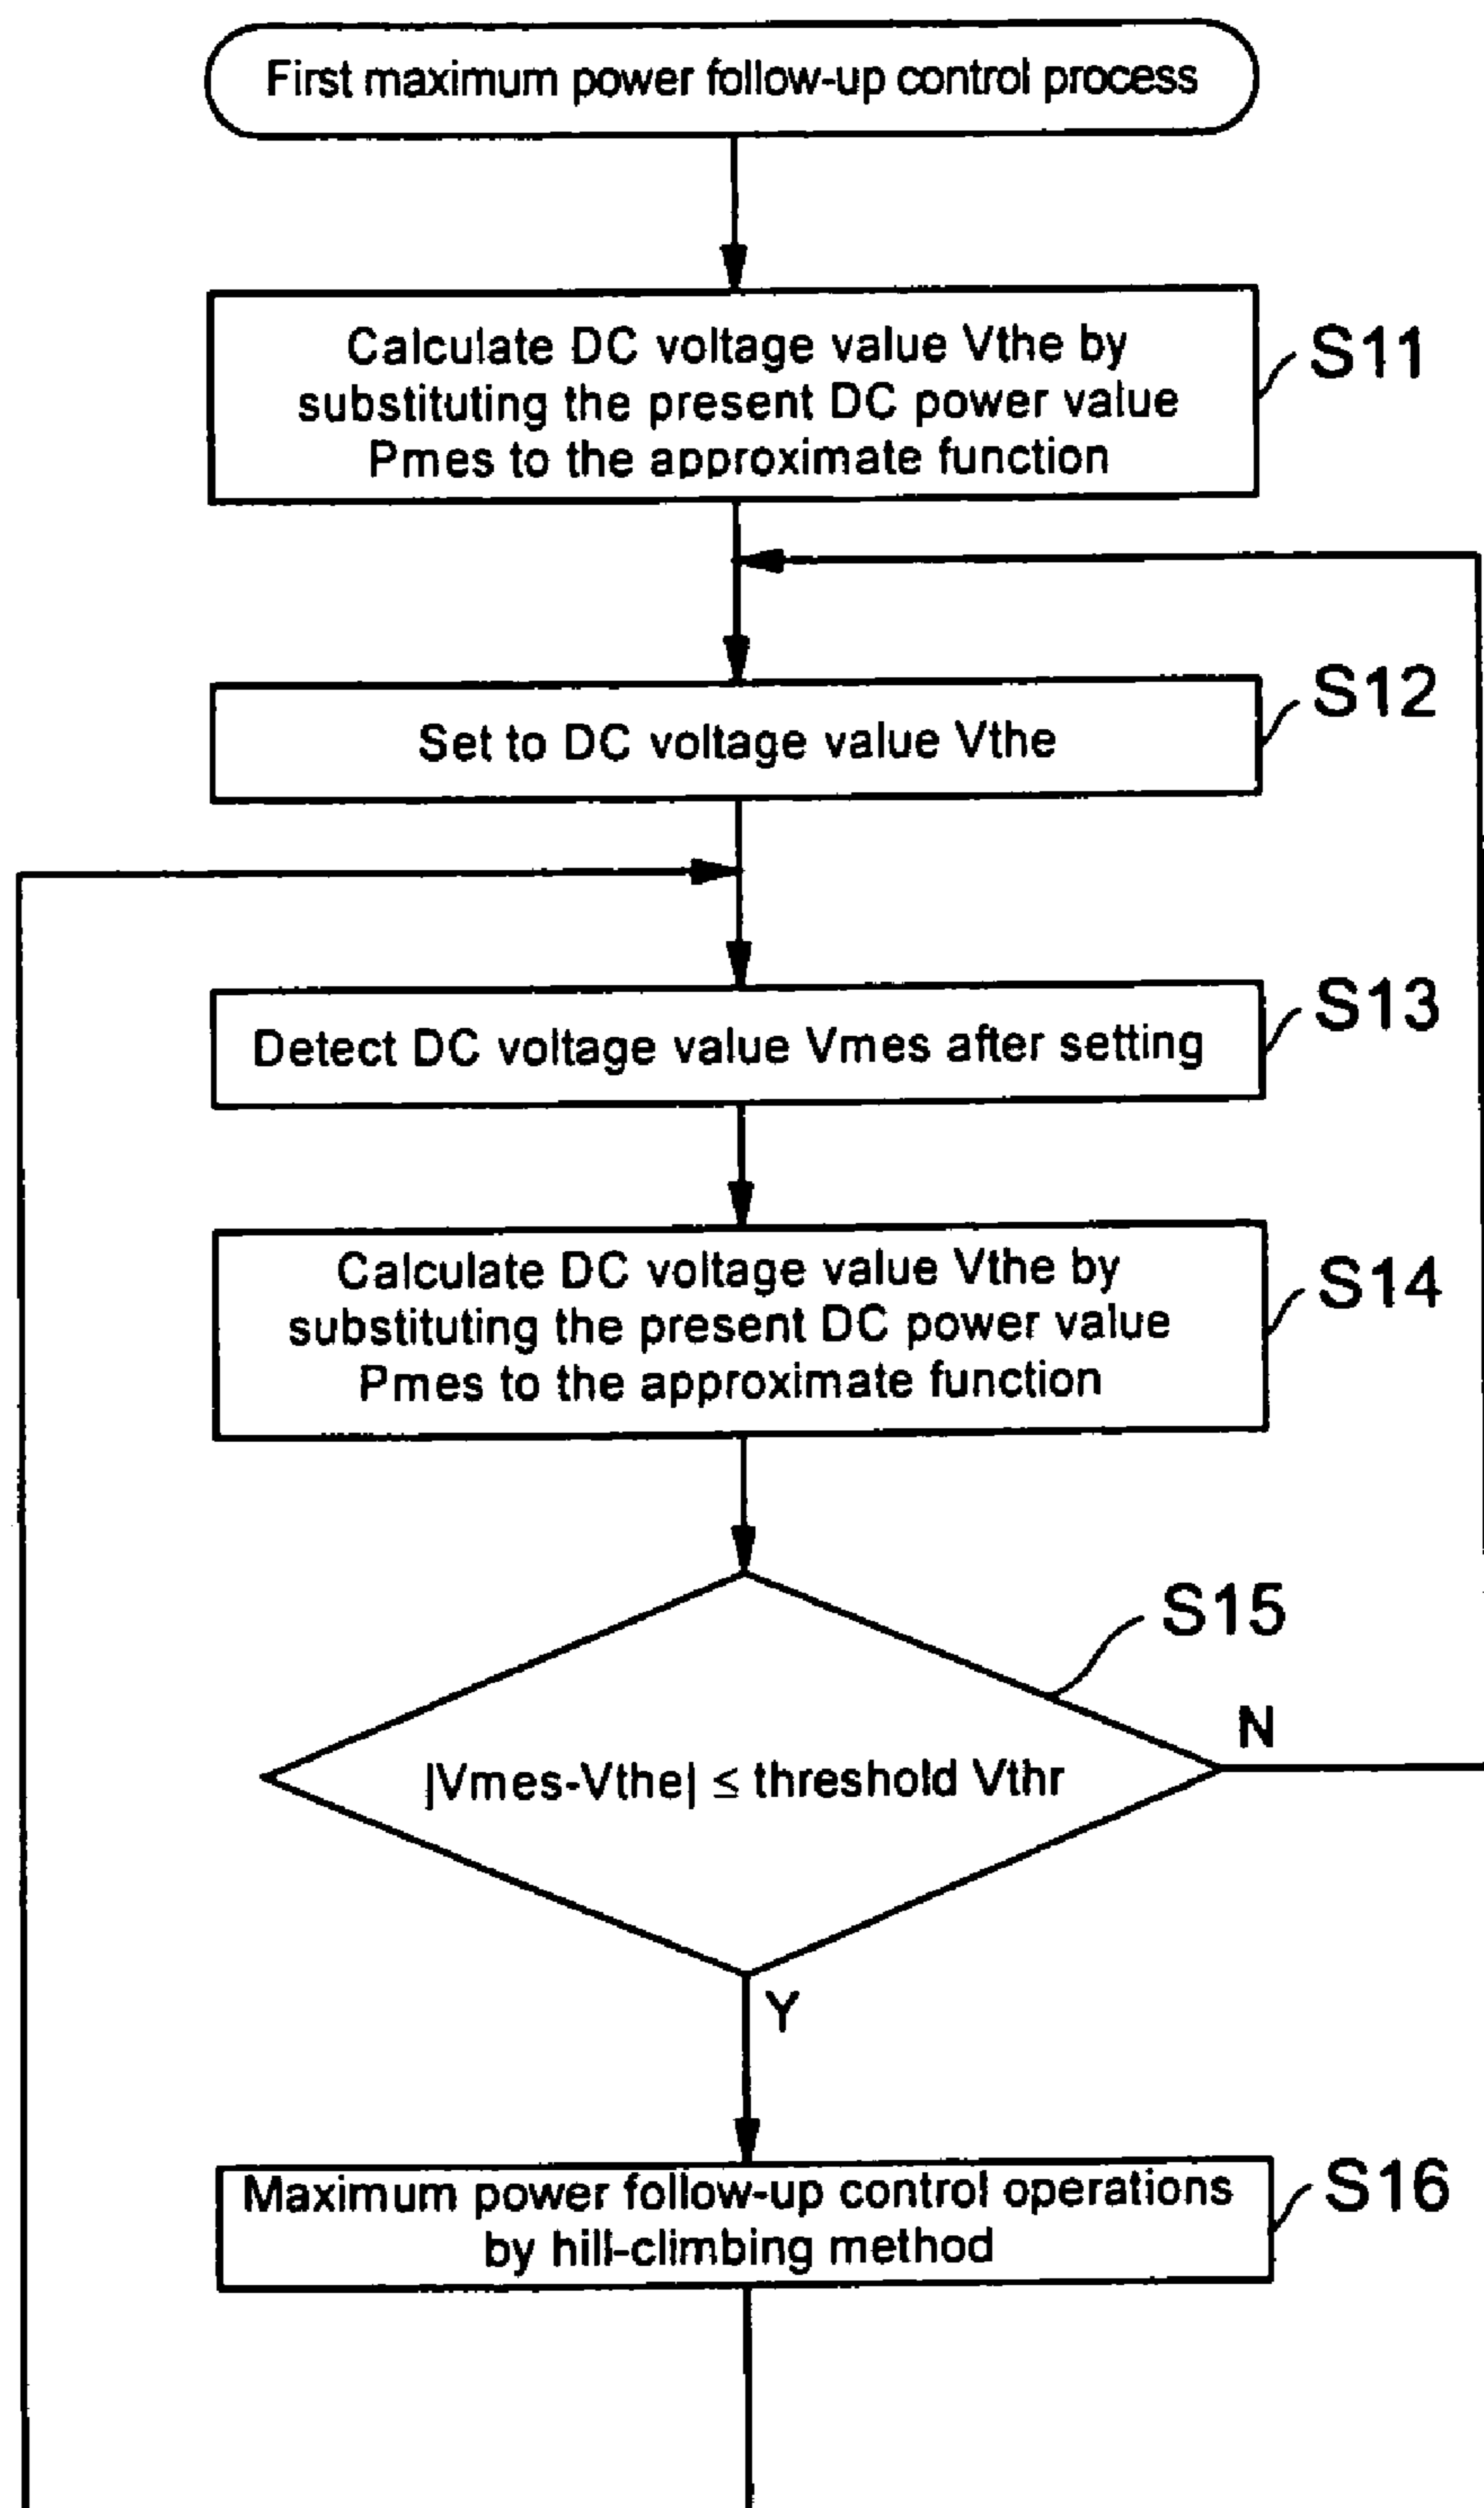 First maximum power follow-up control process
Calculate DC voltage value Vthe by
substituting the present DC power value
Pmes to the approximate function
S11
Set to DC voltage value Vthe
S12
Detect DC voltage value Vmes after setting
S13
Calculate DC voltage value Vthe by
substituting the present DC power value
Pmes to the approximate function
S14
S15
|Vmes-Vthe| ≤ threshold Vthr
N
Y
Maximum power follow-up control operations
by hill-climbing method
S16